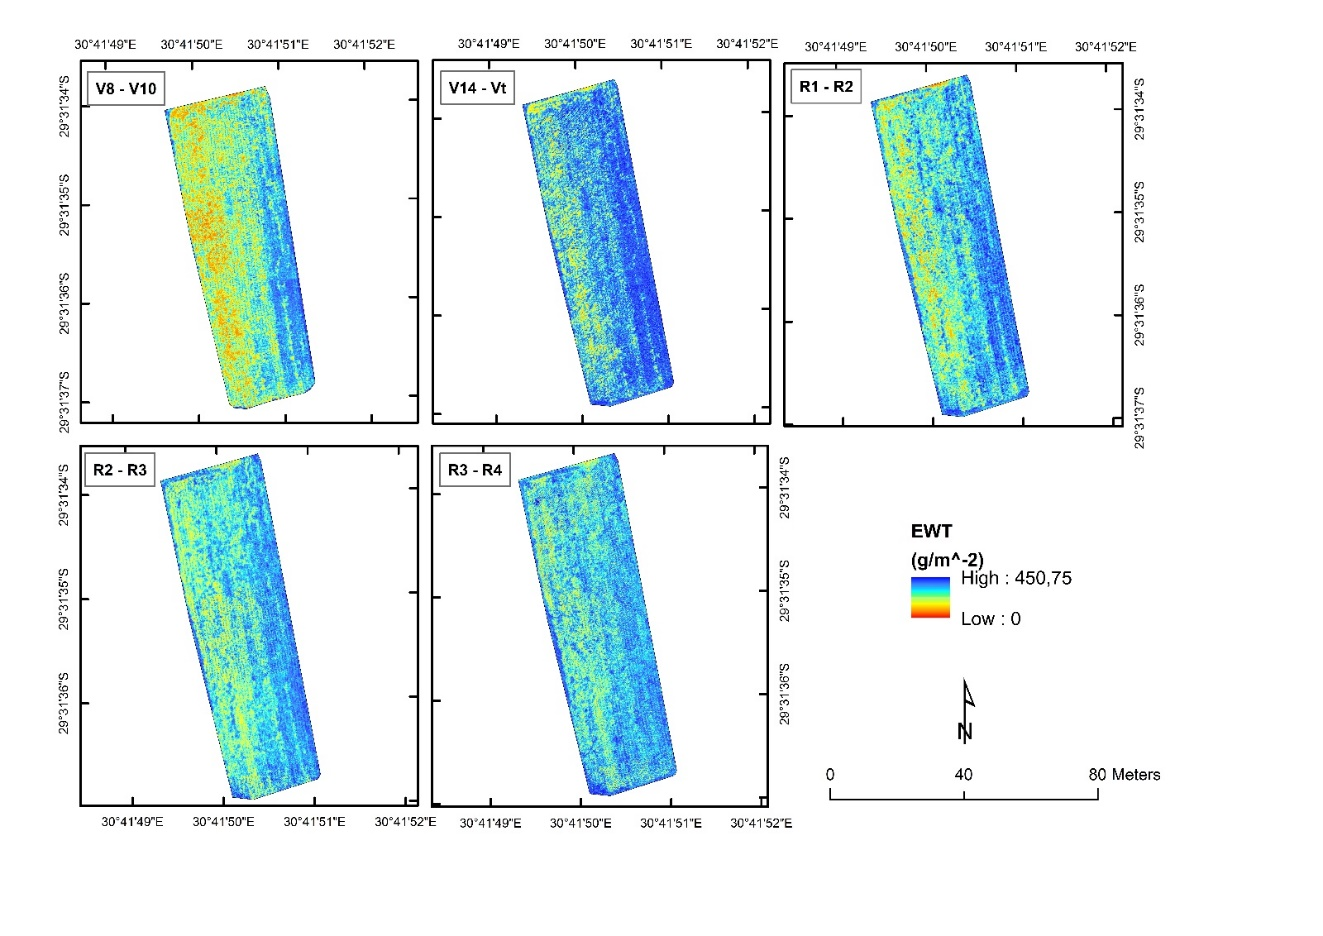 30°41'49"E 30°41'50"E 30°41'51"E 30°41'52"E
30°41'49"E 30°41'50"E 30°41'51"E 30°41'52"E
30°41'49"E 30°41'50"E 30°41'51"E 30°41'52"E
V8 - V10
V14 - Vt
R1 - R2
29°31'34"S
29°31'35"S
29°31'36"S
29°31'37"S
29°31'34"S
29°31'35"S
29°31'36"S
29°31'37"S
R2 - R3
R3 - R4
29°31'34"S
29°31'35"S
29°31'36"S
29°31'34"S
29°31'35"S
29°31'36"S
30°41'49"E 30°41'50"E 30°41'51"E 30°41'52"E
30°41'49"E 30°41'50"E 30°41'51"E 30°41'52"E
EWT
(g/m^-2)
High : 450,75
Low : 0
N
0 40 80 Meters